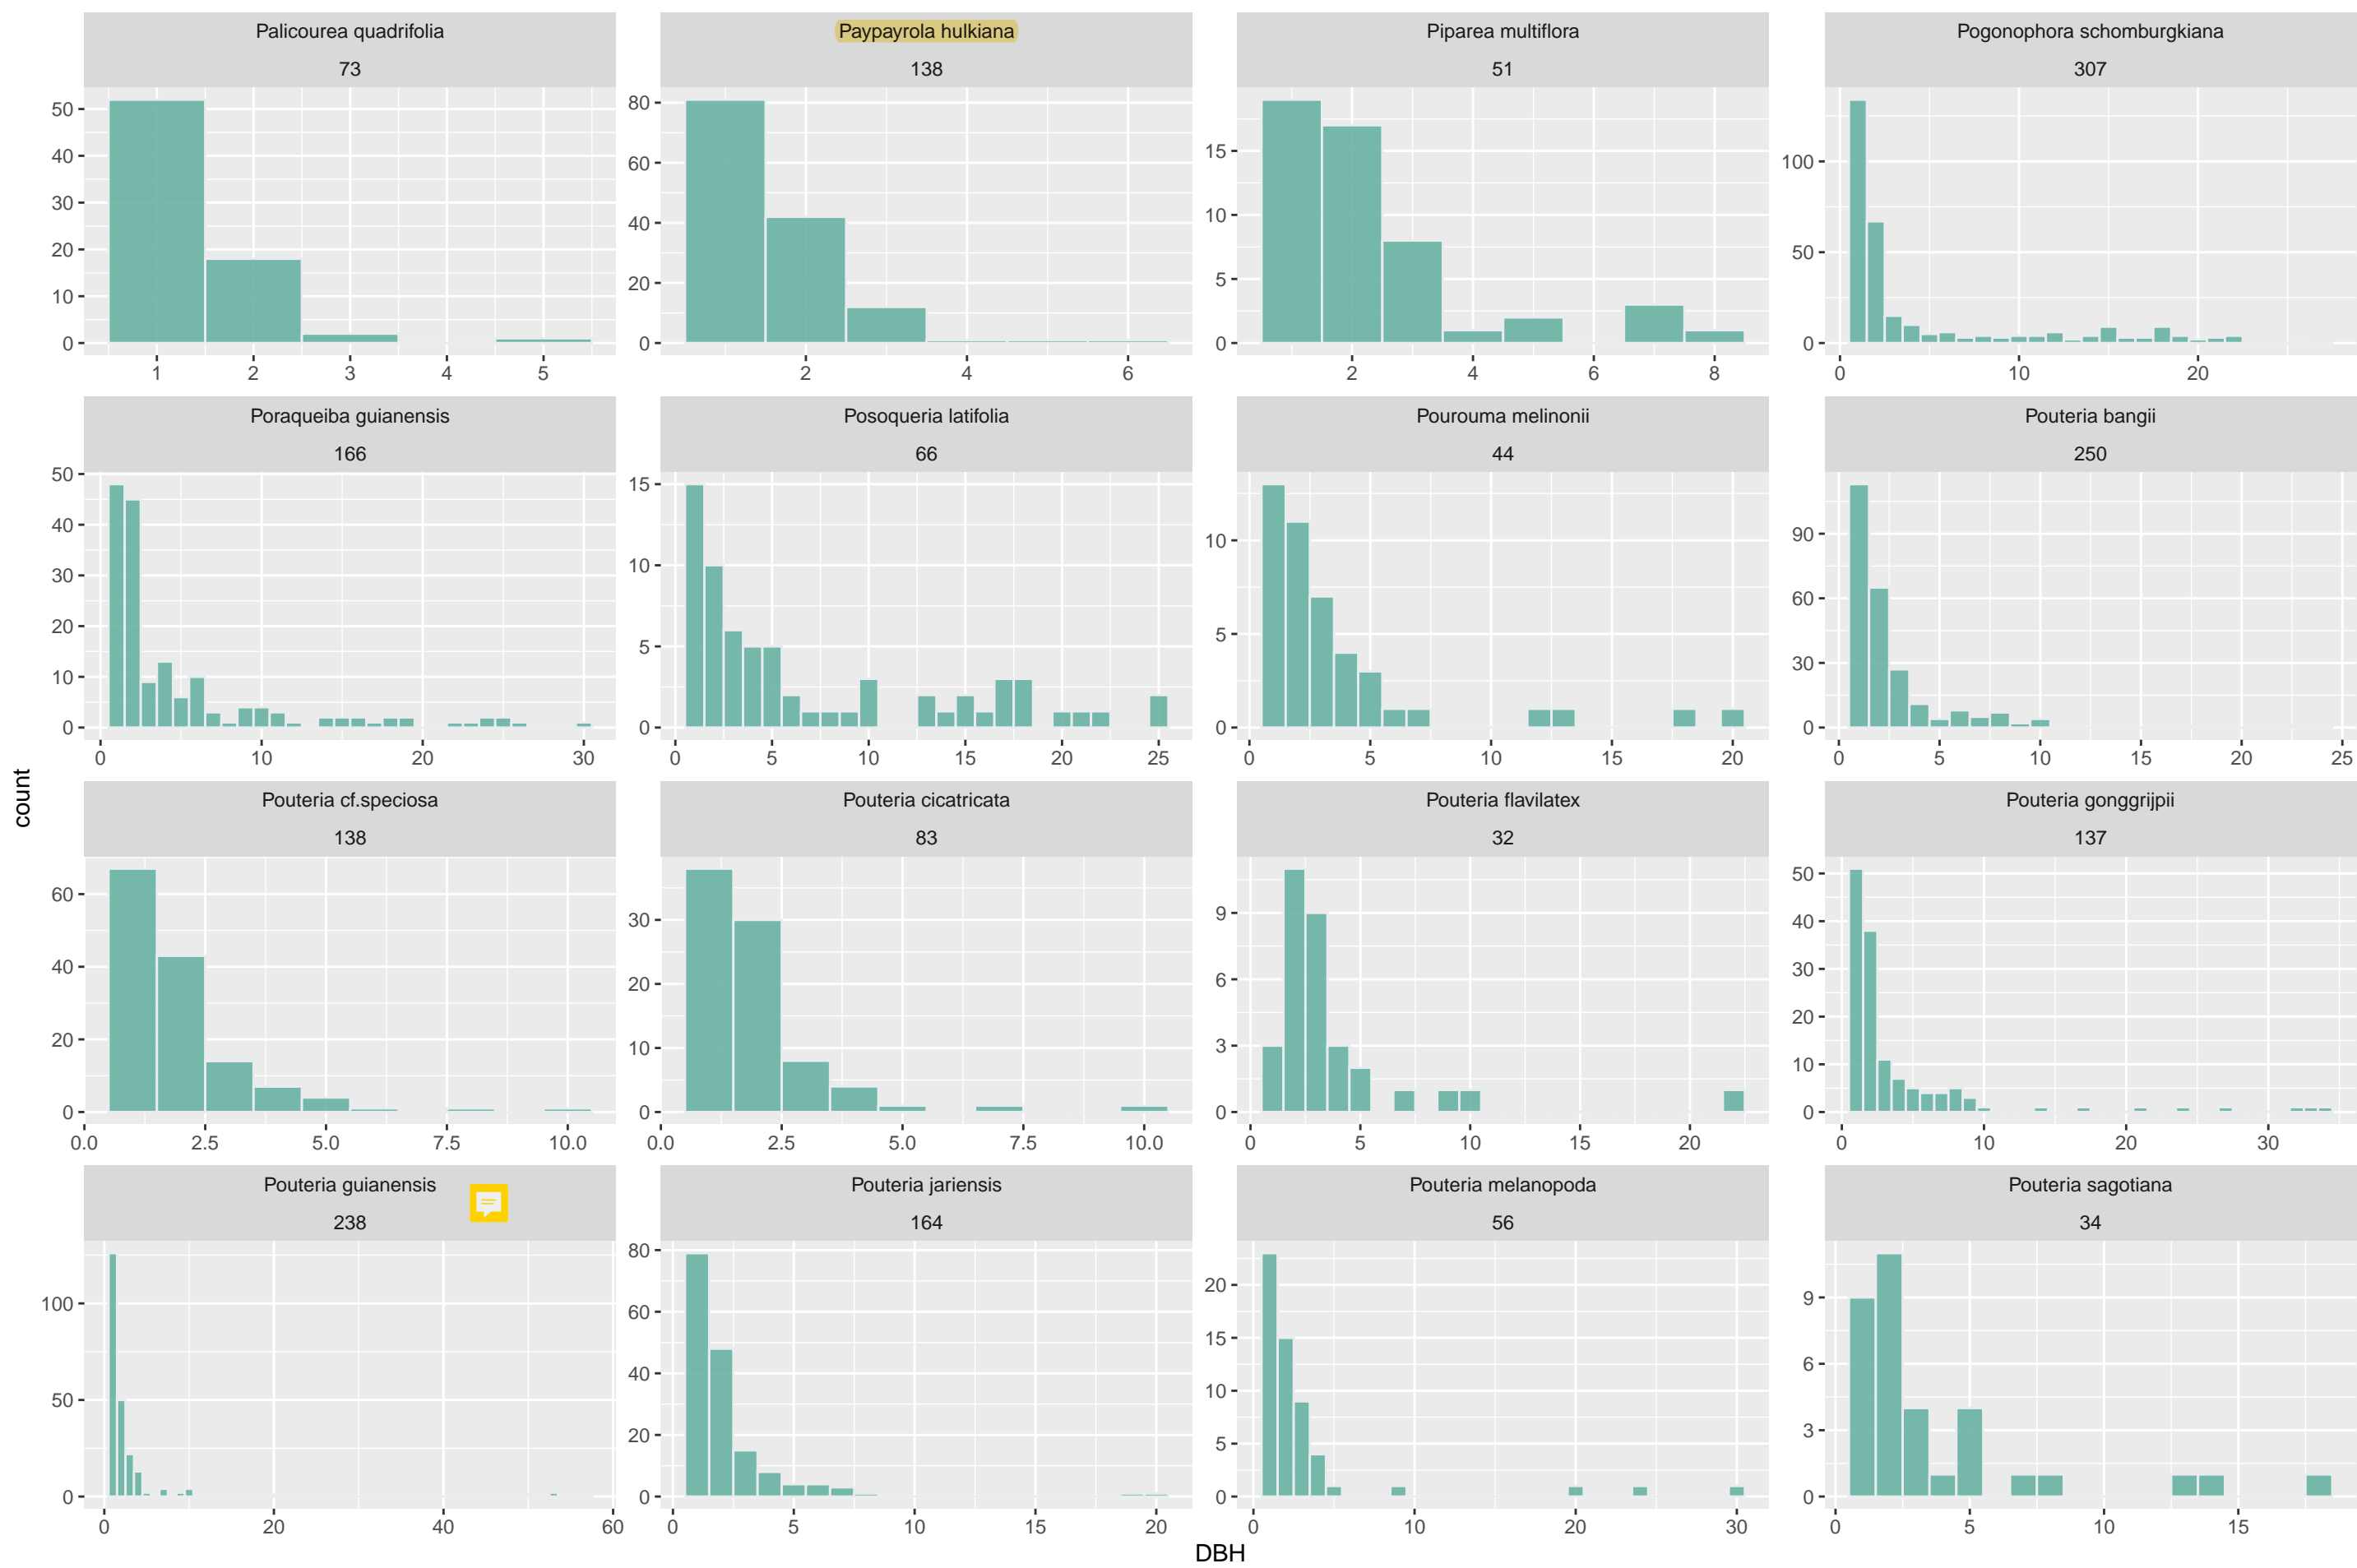 Palicourea quadrifolia
73
50
40
30
20
10
0
1 2 3 4 5
Paypayrola hulkiana
138
80
60
40
20
0
2 4 6
Piparea multiflora
51
15
10
5
0
2 4 6 8
Pogonophora schomburgkiana
307
100
50
0
0 10 20
Poraqueiba guianensis
166
50
40
30
20
10
0
0 10 20 30
Posoqueria latifolia
66
15
10
5
0
0 5 10 15 20 25
Pourouma melinonii
44
10
5
0
0 5 10 15 20
Pouteria bangii
250
90
60
30
0
0 5 10 15 20 25
count
Pouteria cf.speciosa
138
60
40
20
0
0.0 2.5 5.0 7.5 10.0
Pouteria cicatricata
83
30
20
10
0
0.0 2.5 5.0 7.5 10.0
Pouteria flavilatex
32
9
6
3
0
0 5 10 15 20
Pouteria gonggrijpii
137
50
40
30
20
10
0
0 10 20 30
Pouteria guianensis
238
100
50
0
0 20 40 60
Pouteria jariensis
164
80
60
40
20
0
0 5 10 15 20
Pouteria melanopoda
56
20
15
10
5
0
0 10 20 30
Pouteria sagotiana
34
9
6
3
0
0 5 10 15
DBH